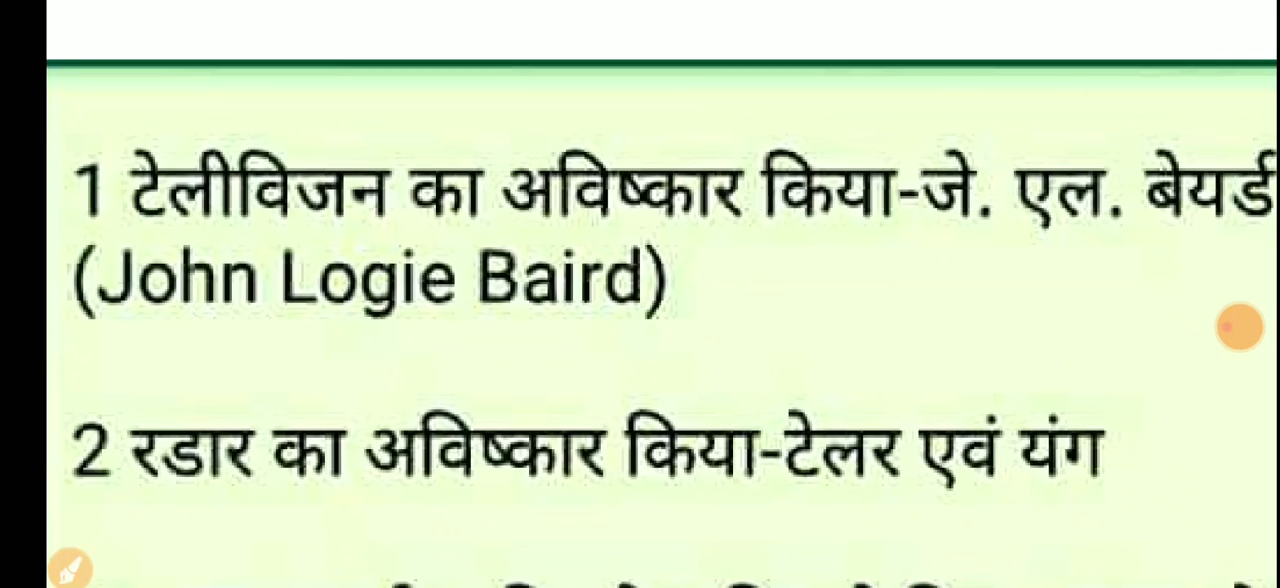 1 टेलीविजन का अविष्कार किया-जे. एल. बेयर्ड
(John Logie Baird)
2 रडार का अविष्कार किया-टेलर एवं यंग